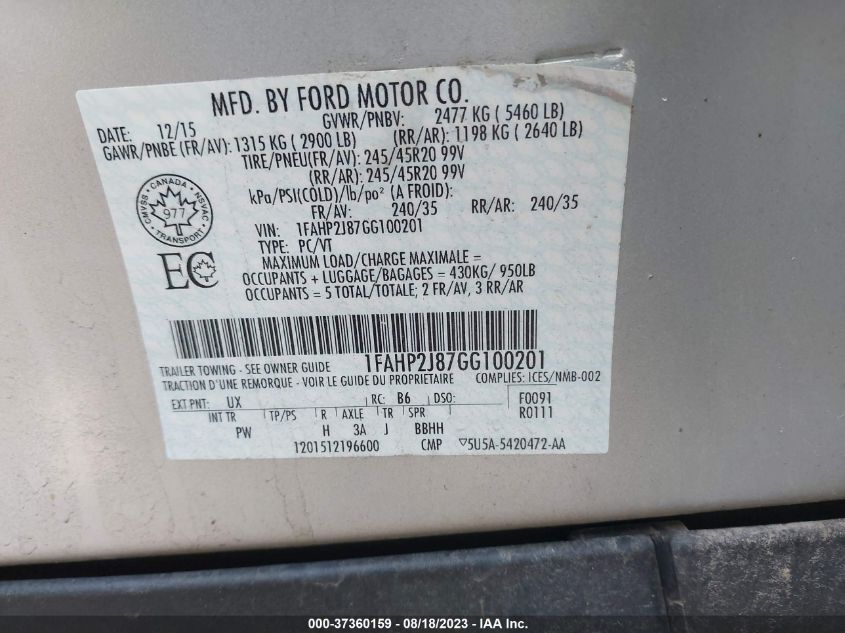 MFD. BY FORD MOTOR CO.
DATE: 12/15 GVWR/PNBV: 2477 KG ( 5460 LB)
GAWR/PNBE (FR/AV): 1315 KG ( 2900 LB) (RR/AR): 1198 KG ( 2640 LB)
TIRE/PNEU(FR/AV): 245/45R20 99V
(RR/AR): 245/45R20 99V
kPa/PSI(COLD)/lb/po² (A FROID):
FR/AV: 240/35 RR/AR: 240/35
VIN: 1FAHP2J87GG100201
TYPE: PC/VT
MAXIMUM LOAD/CHARGE MAXIMALE =
OCCUPANTS + LUGGAGE/BAGAGES = 430KG/ 950LB
OCCUPANTS = 5 TOTAL/TOTALE; 2 FR/AV, 3 RR/AR
CANADA
CMVSS 977 NSVAC
TRANSPORT
EC
1FAHP2J87GG100201
TRAILER TOWING - SEE OWNER GUIDE
TRACTION D'UNE REMORQUE - VOIR LE GUIDE DU PROPRIETAIRE COMPLIES: ICES/NMB-002
EXT PNT: UX RC: B6 DSO: F0091
INT TR TP/PS R AXLE TR SPR R0111
PW H 3A J BBHH
1201512196600 CMP ▽5U5A-5420472-AA
000-37360159 - 08/18/2023 - IAA Inc.